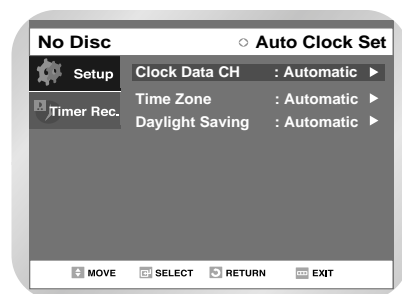 No Disc Auto Clock Set
Setup
Clock Data CH : Automatic
Time Zone : Automatic
Timer Rec.
Daylight Saving : Automatic
MOVE SELECT RETURN EXIT